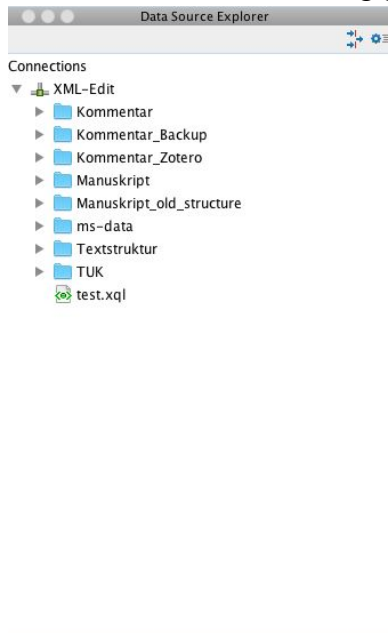 Data Source Explorer
Connections
XML-Edit
Kommentar
Kommentar_Backup
Kommentar_Zotero
Manuskript
Manuskript_old_structure
ms-data
Textstruktur
TUK
test.xql